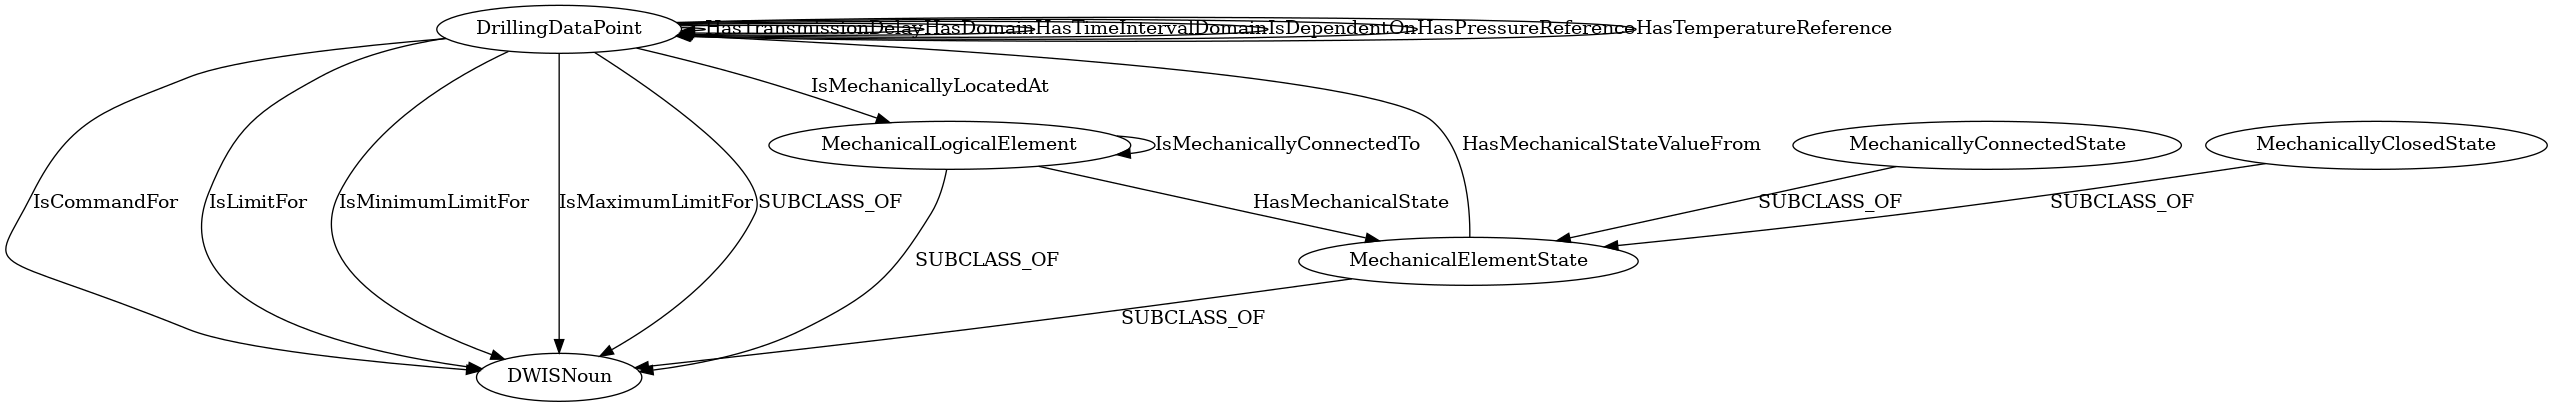 DrillingDataPoint
HasTransmissionDelay
HasDomain
HasTimeIntervalDomain
IsDependentOn
HasPressureReference
HasTemperatureReference
IsMechanicallyLocatedAt
MechanicalLogicalElement
IsMechanicallyConnectedTo
HasMechanicalStateValueFrom
MechanicallyConnectedState
MechanicallyClosedState
IsCommandFor
IsLimitFor
IsMinimumLimitFor
IsMaximumLimitFor
SUBCLASS_OF
HasMechanicalState
SUBCLASS_OF
SUBCLASS_OF
SUBCLASS_OF
MechanicalElementState
SUBCLASS_OF
DWISNoun